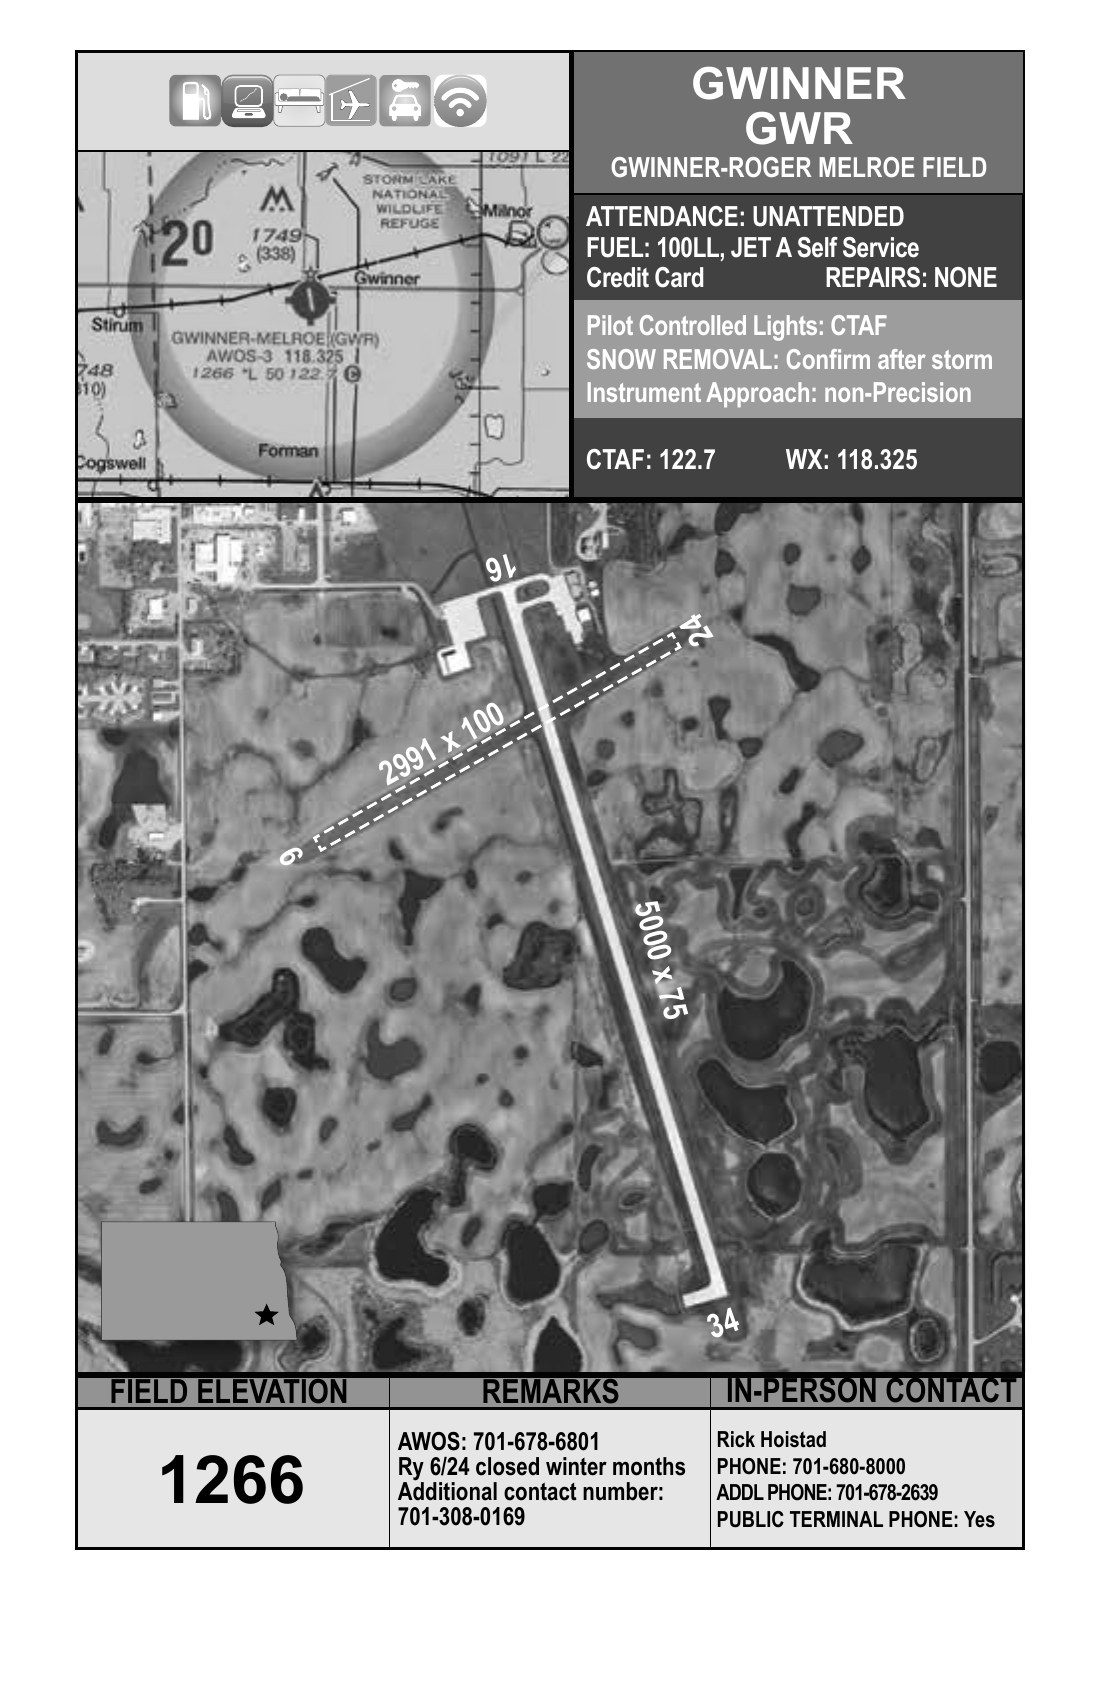 GWINNER
GWR
GWINNER-ROGER MELROE FIELD
ATTENDANCE: UNATTENDED
FUEL: 100LL, JET A Self Service
Credit Card REPAIRS: NONE
Pilot Controlled Lights: CTAF
SNOW REMOVAL: Confirm after storm
Instrument Approach: non-Precision
CTAF: 122.7 WX: 118.325
1091 L 22
STORM LAKE
NATIONAL
WILDLIFE
REFUGE
Milnor
20
1749
(338)
Gwinner
Stirum
GWINNER-MELROE (GWR)
AWOS-3 118.325
1266 *L 50 122.7 C
748
Forman
Cogswell
16
24
2991 x 100
6
5000 x 75
34
FIELD ELEVATION
1266
REMARKS
AWOS: 701-678-6801
Ry 6/24 closed winter months
Additional contact number:
701-308-0169
IN-PERSON CONTACT
Rick Hoistad
PHONE: 701-680-8000
ADDL PHONE: 701-678-2639
PUBLIC TERMINAL PHONE: Yes